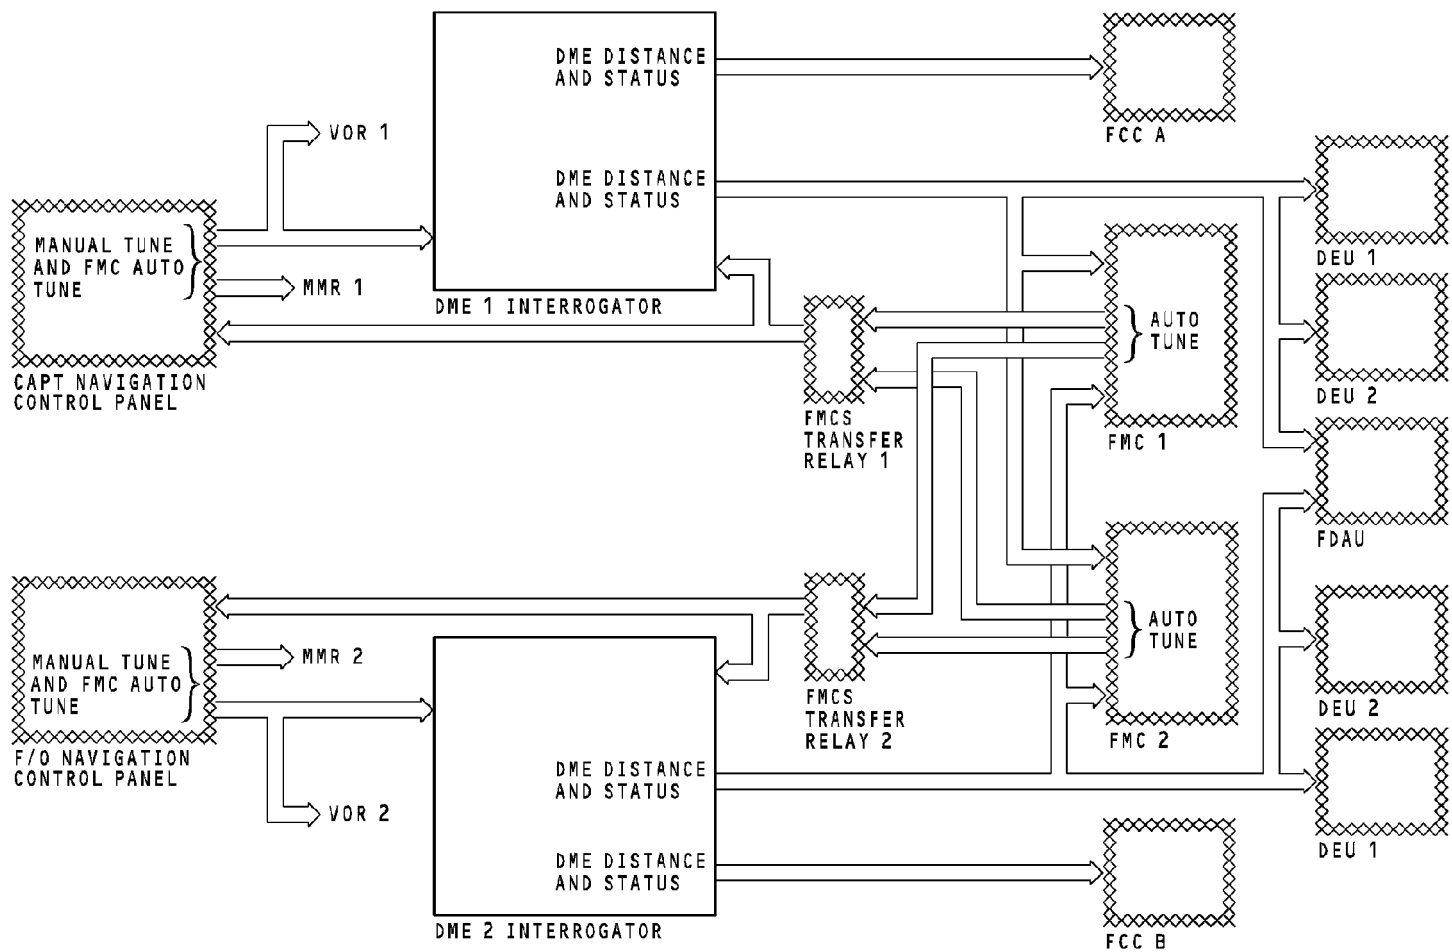 DME DISTANCE
AND STATUS
FCC A
VOR 1
DME DISTANCE
AND STATUS
DEU 1
MANUAL TUNE
AND FMC AUTO
TUNE
MMR 1
DME 1 INTERROGATOR
AUTO
TUNE
CAPT NAVIGATION
CONTROL PANEL
DEU 2
FMCS
TRANSFER
RELAY 1
FMC 1
FDAU
MANUAL TUNE
AND FMC AUTO
TUNE
MMR 2
AUTO
TUNE
F/O NAVIGATION
CONTROL PANEL
FMCS
TRANSFER
RELAY 2
FMC 2
DEU 2
VOR 2
DME DISTANCE
AND STATUS
DEU 1
DME DISTANCE
AND STATUS
DME 2 INTERROGATOR
FCC B